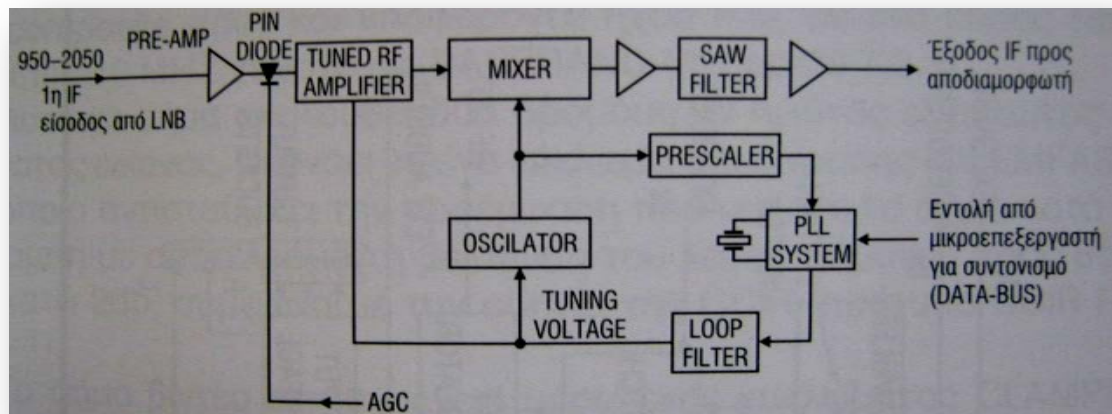 950–2050
1η IF
είσοδος από LNB
PRE-AMP
PIN
DIODE
TUNED RF
AMPLIFIER
MIXER
SAW
FILTER
Έξοδος IF προς
αποδιαμορφωτή
PRESCALER
OSCILATOR
PLL
SYSTEM
Εντολή από
μικροεπεξεργαστή
για συντονισμό
(DATA-BUS)
TUNING
VOLTAGE
LOOP
FILTER
AGC